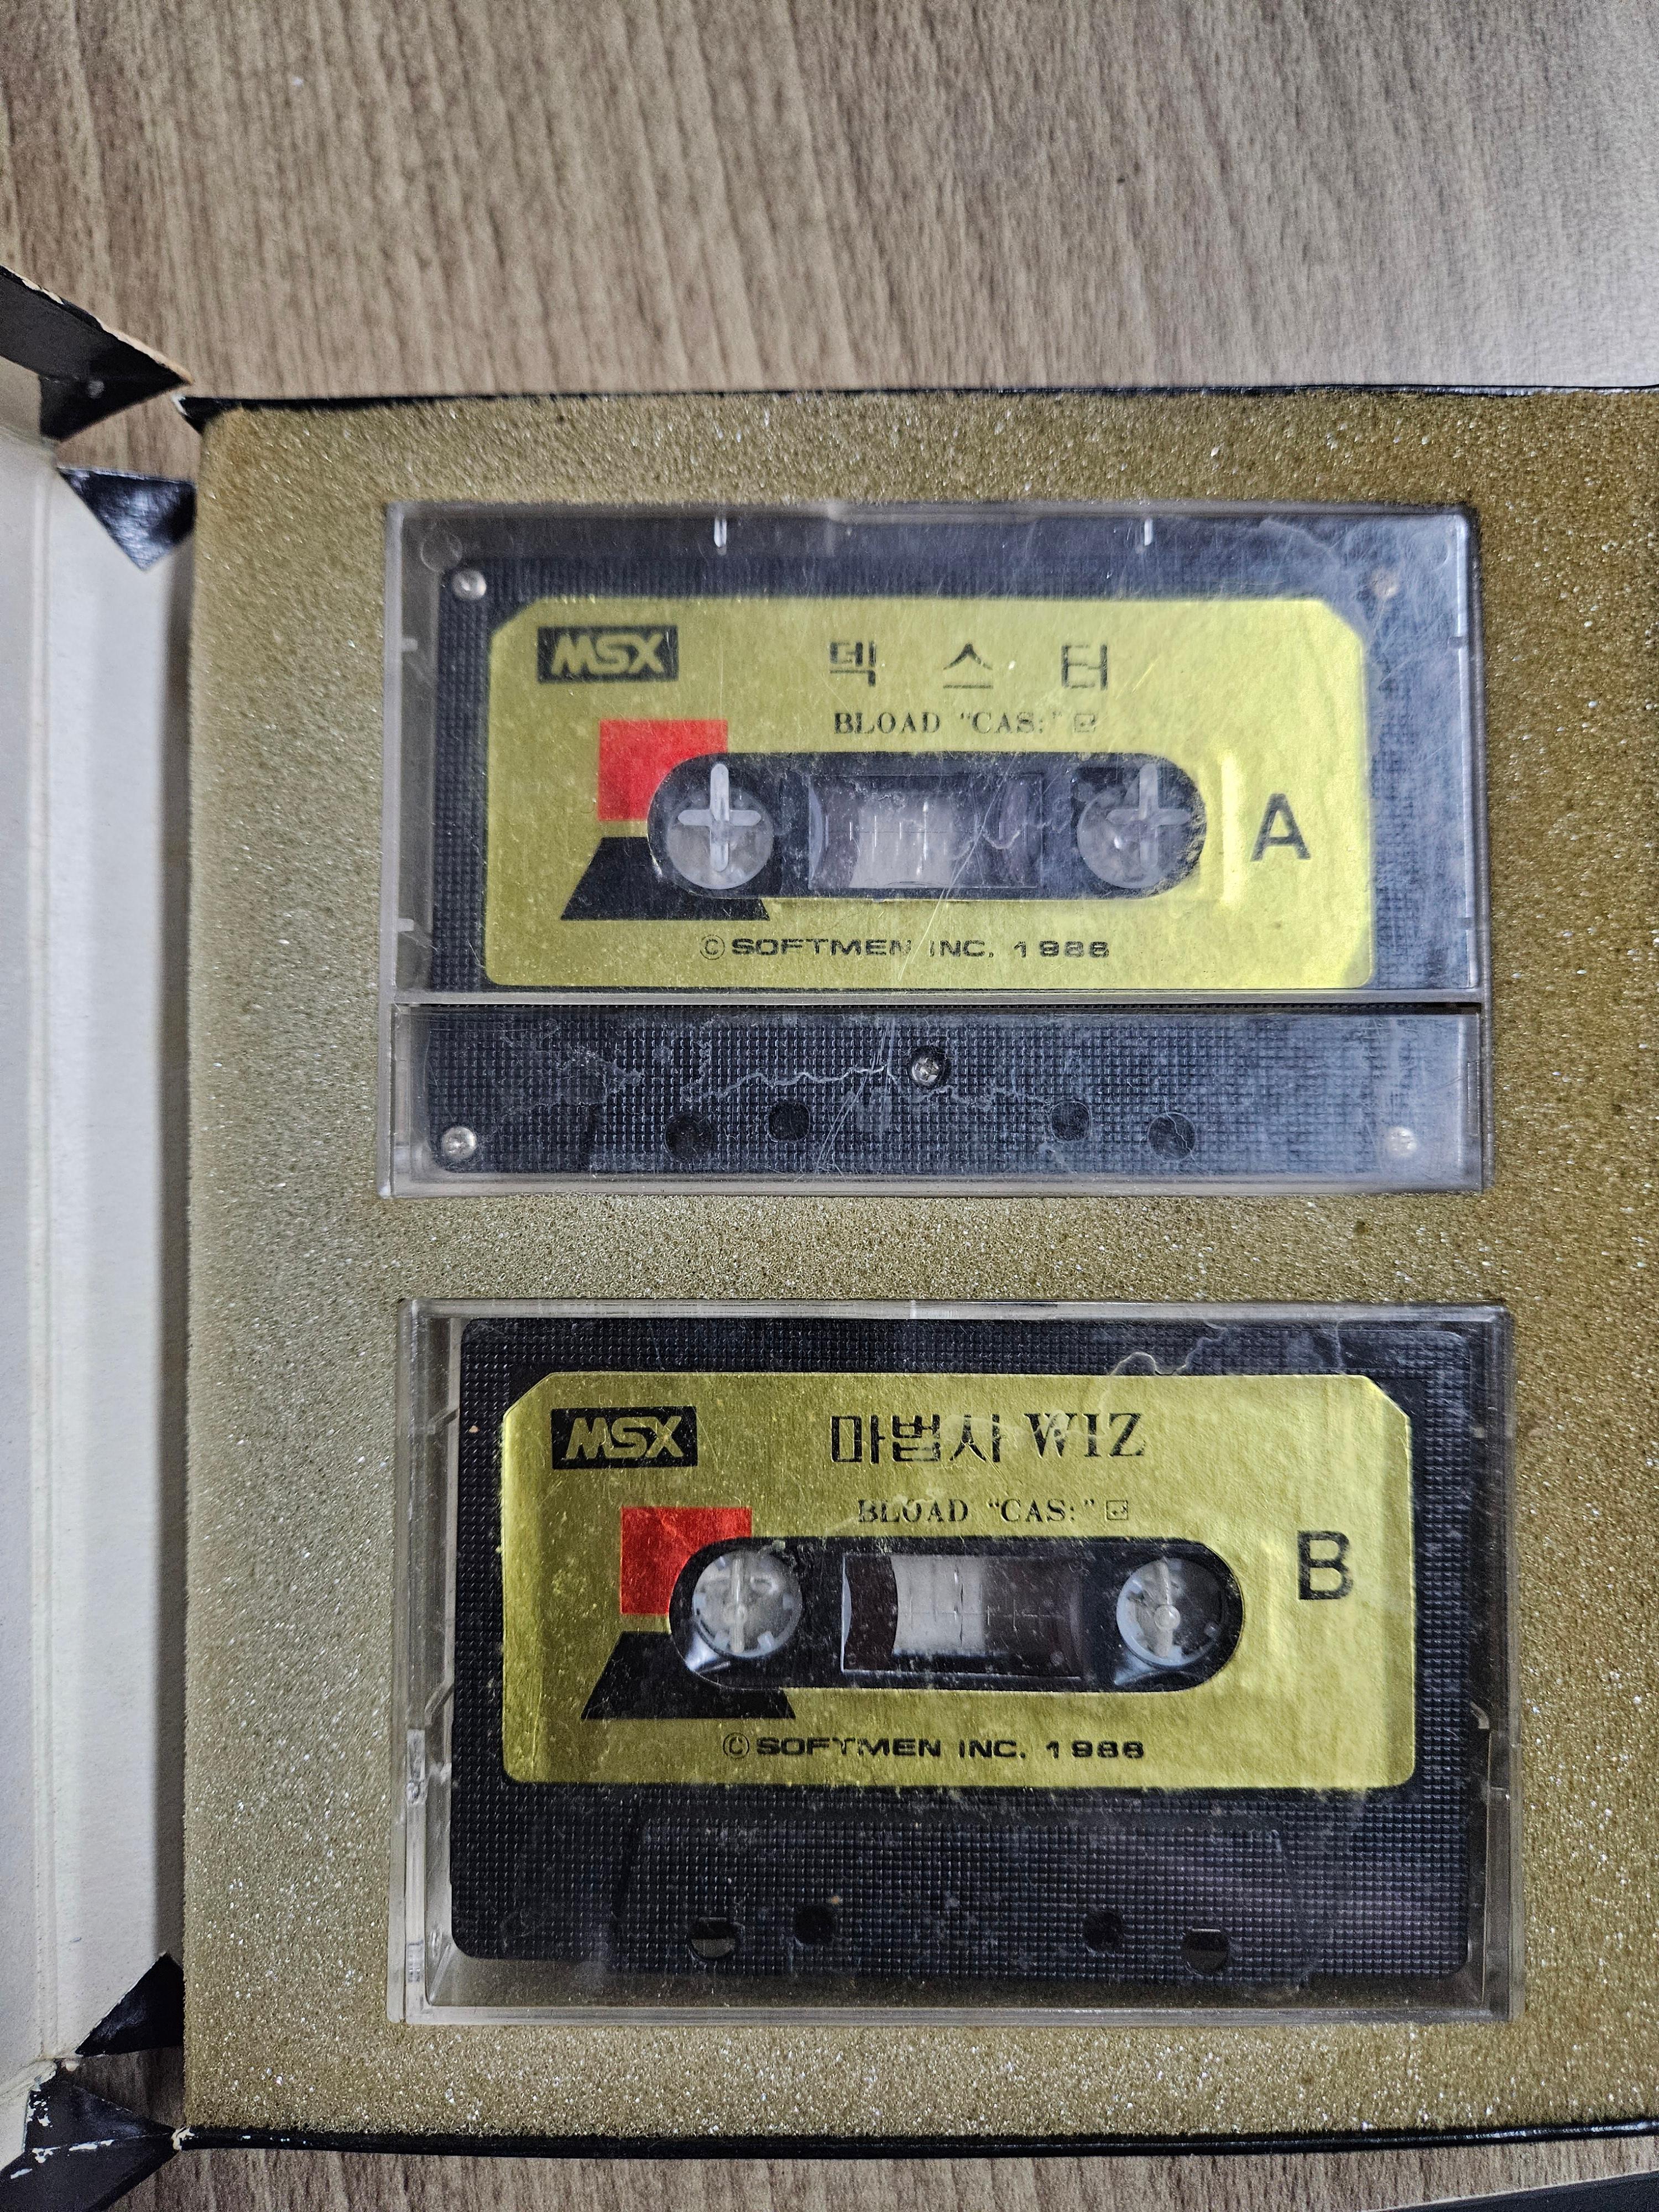 MSX
덱 스 터
BLOAD "CAS:" ↵
A
©SOFTMEN INC. 1986
MSX
마법사 WIZ
BLOAD "CAS:" ↵
B
©SOFTMEN INC. 1986